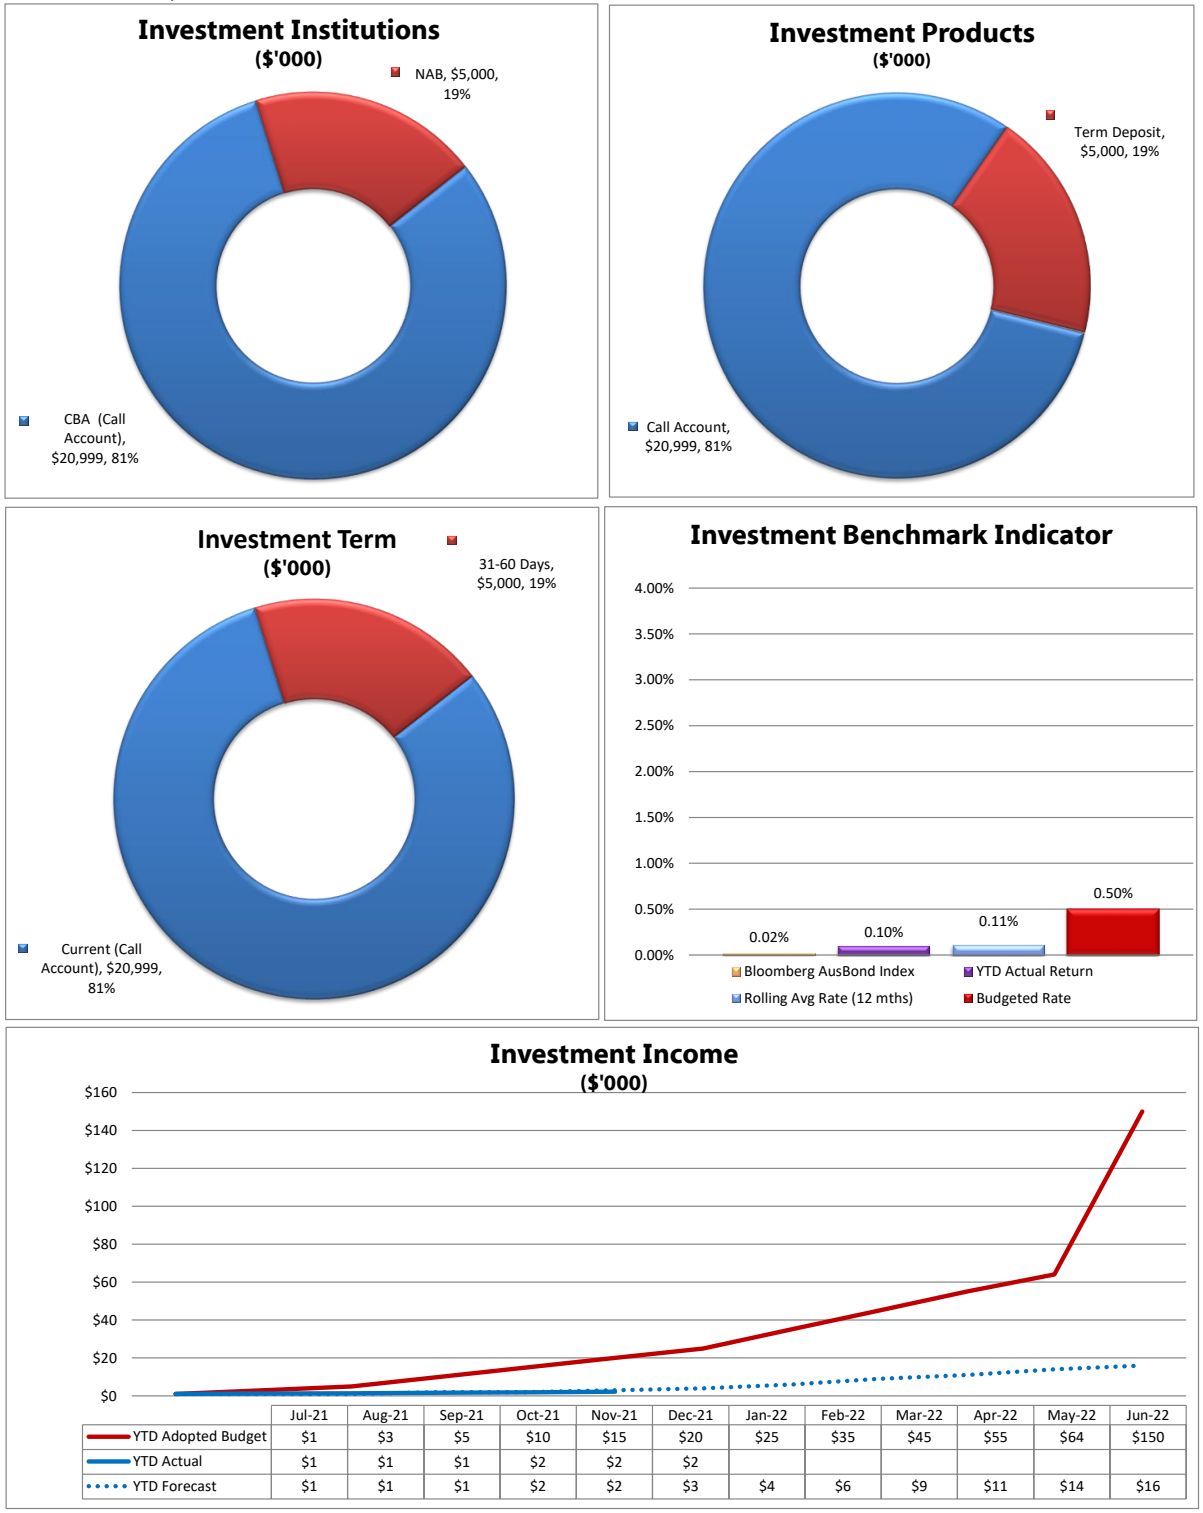 Investment Institutions
($'000)
NAB, $5,000,
19%
CBA (Call
Account),
$20,999, 81%
Investment Products
($'000)
Term Deposit,
$5,000, 19%
Call Account,
$20,999, 81%
Investment Term
($'000)
31-60 Days,
$5,000, 19%
Current (Call
Account), $20,999,
81%
Investment Benchmark Indicator
4.00%
3.50%
3.00%
2.50%
2.00%
1.50%
1.00%
0.50%
0.00%
0.02%
0.10%
0.11%
0.50%
Bloomberg AusBond Index YTD Actual Return
Rolling Avg Rate (12 mths) Budgeted Rate
Investment Income
($'000)
$160
$140
$120
$100
$80
$60
$40
$20
$0
Jul-21 Aug-21 Sep-21 Oct-21 Nov-21 Dec-21 Jan-22 Feb-22 Mar-22 Apr-22 May-22 Jun-22
YTD Adopted Budget $1 $3 $5 $10 $15 $20 $25 $35 $45 $55 $64 $150
YTD Actual $1 $1 $1 $2 $2 $2
YTD Forecast $1 $1 $1 $2 $2 $3 $4 $6 $9 $11 $14 $16